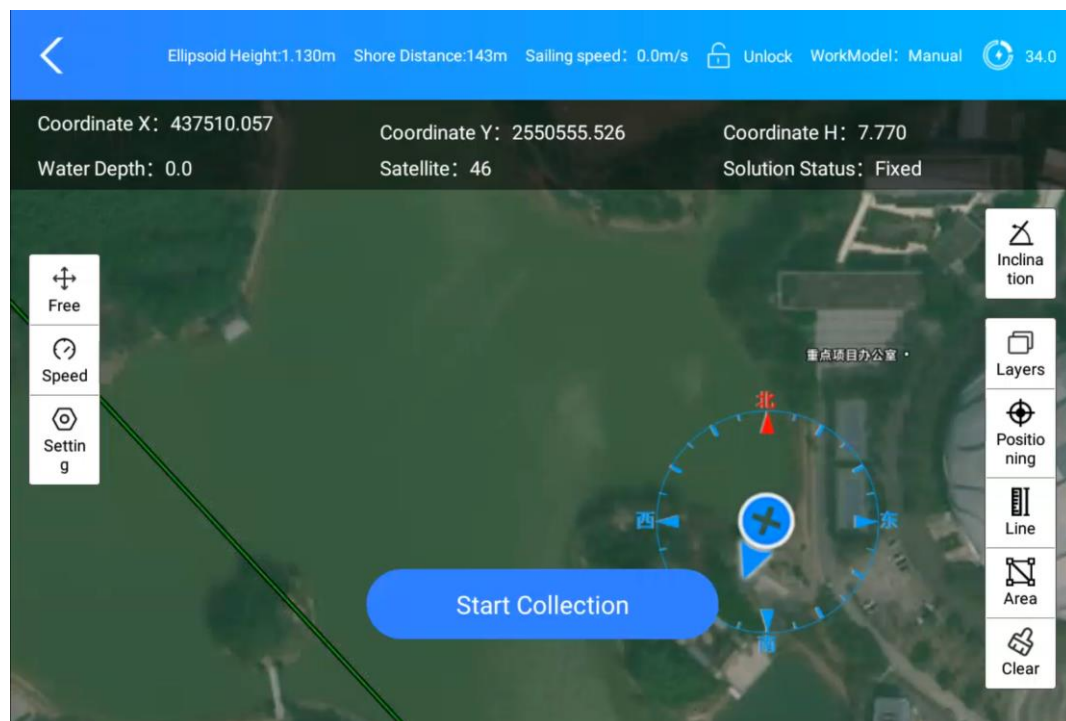 Ellipsoid Height:1.130m Shore Distance:143m Sailing speed：0.0m/s Unlock WorkModel：Manual 34.0
Coordinate X：437510.057 Coordinate Y：2550555.526 Coordinate H：7.770
Water Depth：0.0 Satellite：46 Solution Status：Fixed
Inclina
tion
Free
Speed
Settin
g
Layers
Positio
ning
Line
Area
Clear
重点项目办公室
北
西
东
南
Start Collection